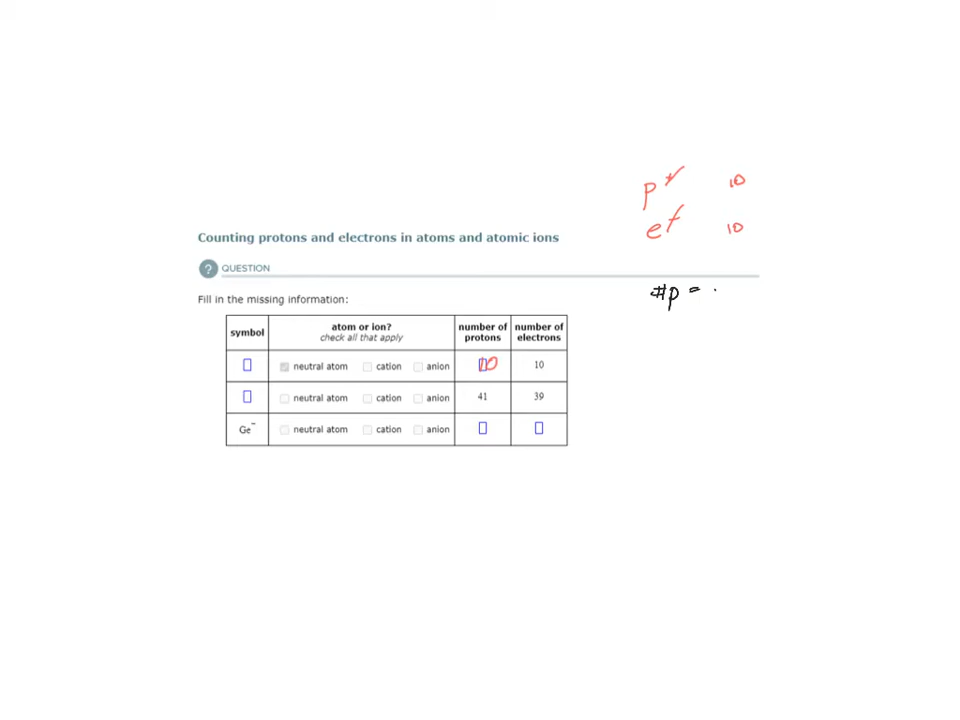 p+ 10
e 10
Counting protons and electrons in atoms and atomic ions
? QUESTION
#p =
Fill in the missing information:
symbol atom or ion? check all that apply number of protons number of electrons
neutral atom cation anion 10 10
neutral atom cation anion 41 39
Ge⁻ neutral atom cation anion